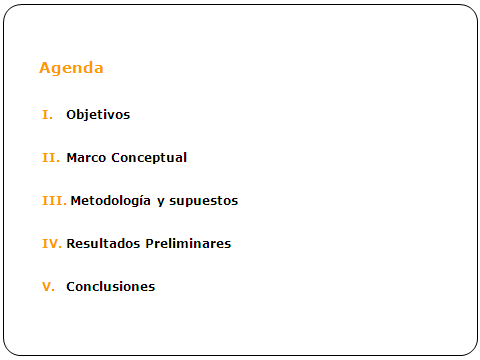 Agenda
I. Objetivos
II. Marco Conceptual
III. Metodología y supuestos
IV. Resultados Preliminares
V. Conclusiones